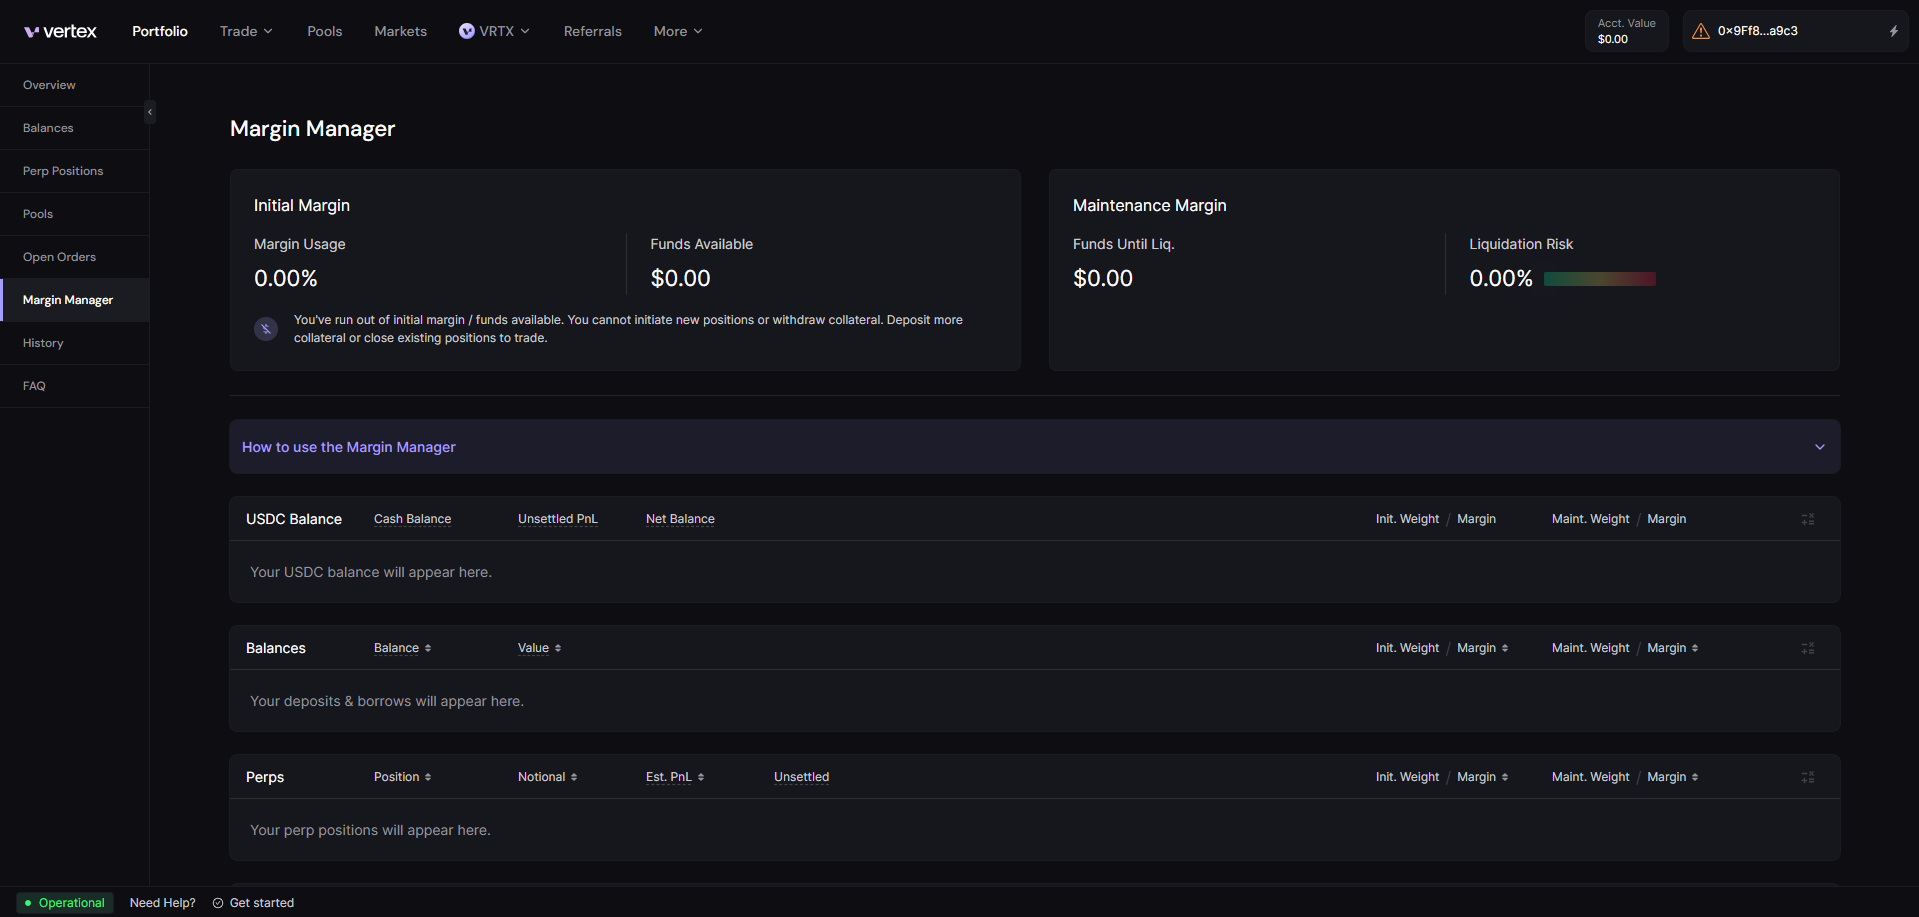 vertex
Portfolio
Trade
Pools
Markets
VRTX
Referrals
More
Acct. Value
$0.00
0×9Ff8...a9c3
Overview
Balances
Perp Positions
Pools
Open Orders
Margin Manager
History
FAQ
Margin Manager
Initial Margin
Margin Usage
0.00%
Funds Available
$0.00
You've run out of initial margin / funds available. You cannot initiate new positions or withdraw collateral. Deposit more
collateral or close existing positions to trade.
Maintenance Margin
Funds Until Liq.
$0.00
Liquidation Risk
0.00%
How to use the Margin Manager
USDC Balance Cash Balance Unsettled PnL Net Balance Init. Weight / Margin Maint. Weight / Margin
Your USDC balance will appear here.
Balances Balance Value Init. Weight / Margin Maint. Weight / Margin
Your deposits & borrows will appear here.
Perps Position Notional Est. PnL Unsettled Init. Weight / Margin Maint. Weight / Margin
Your perp positions will appear here.
Operational Need Help? Get started